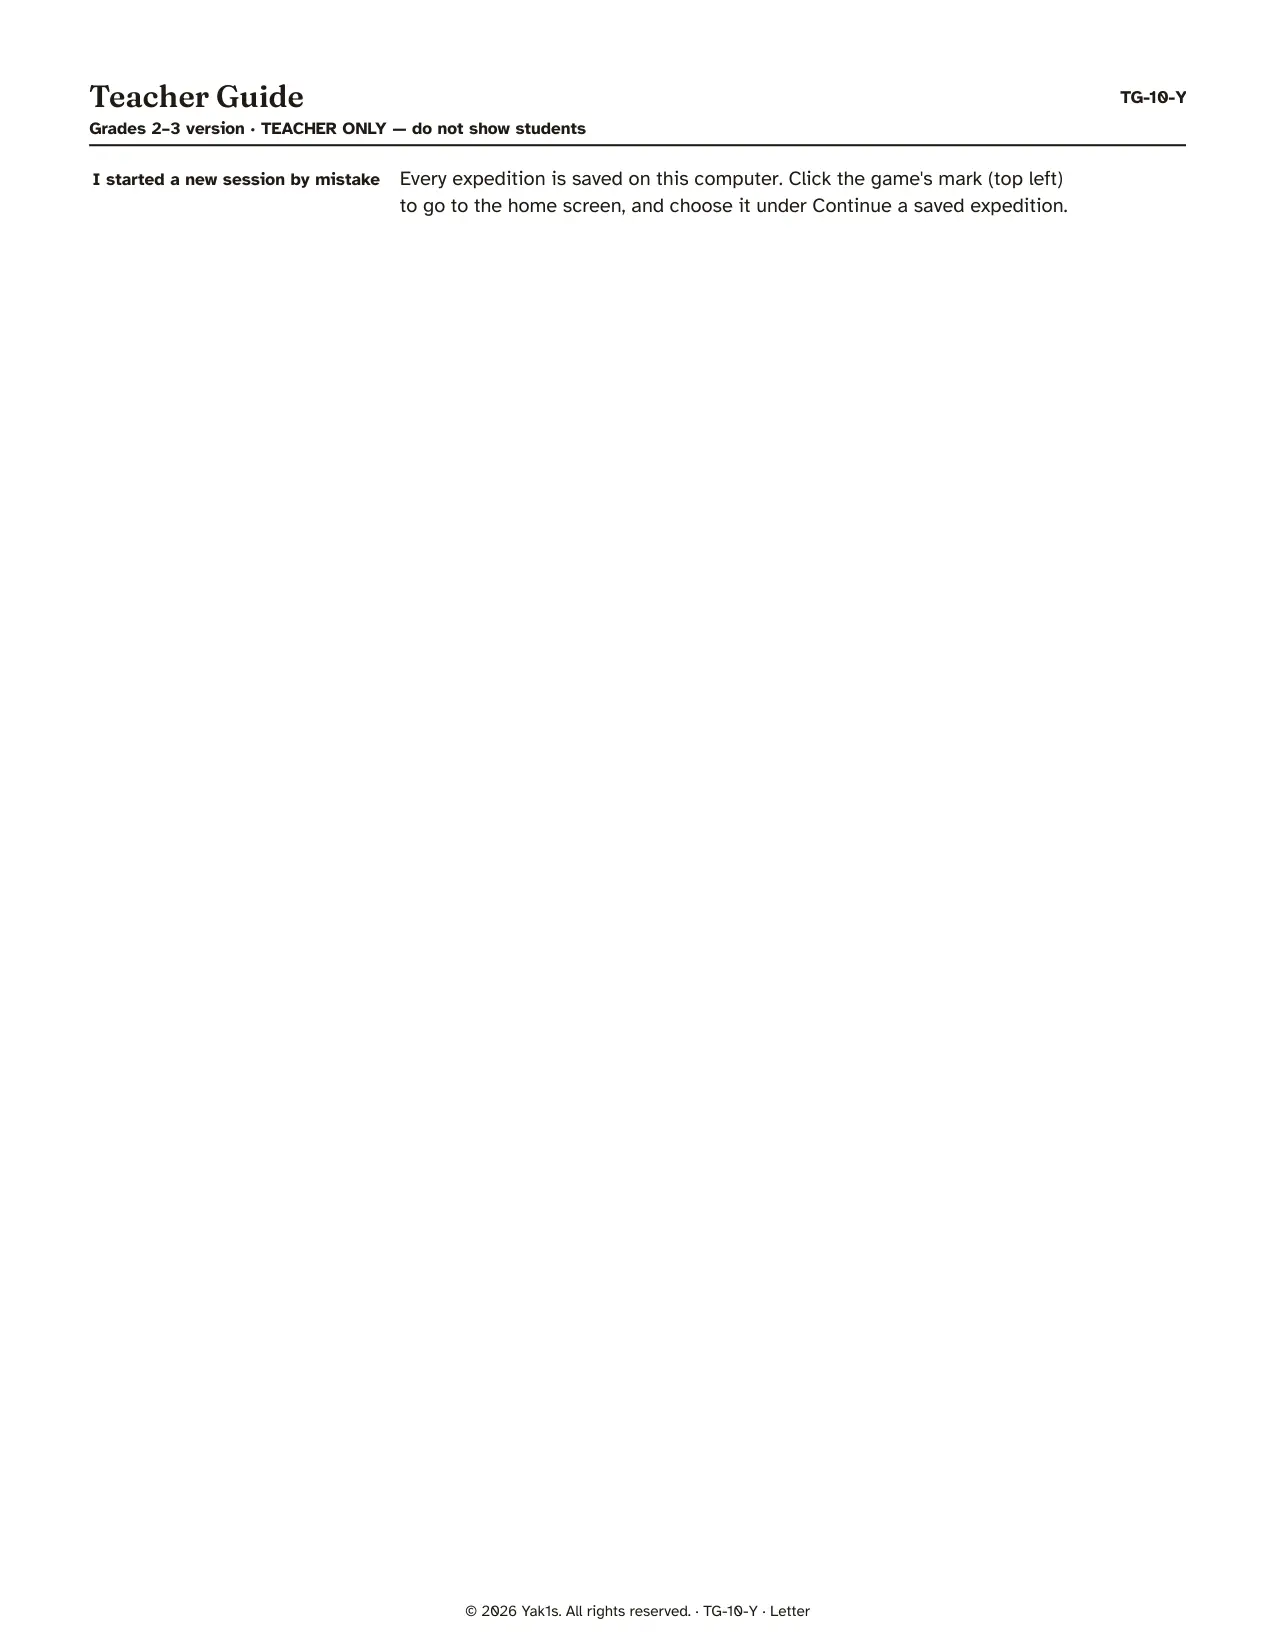 Teacher Guide
TG-10-Y
Grades 2–3 version · TEACHER ONLY — do not show students
I started a new session by mistake
Every expedition is saved on this computer. Click the game's mark (top left)
to go to the home screen, and choose it under Continue a saved expedition.
© 2026 Yak1s. All rights reserved. · TG-10-Y · Letter